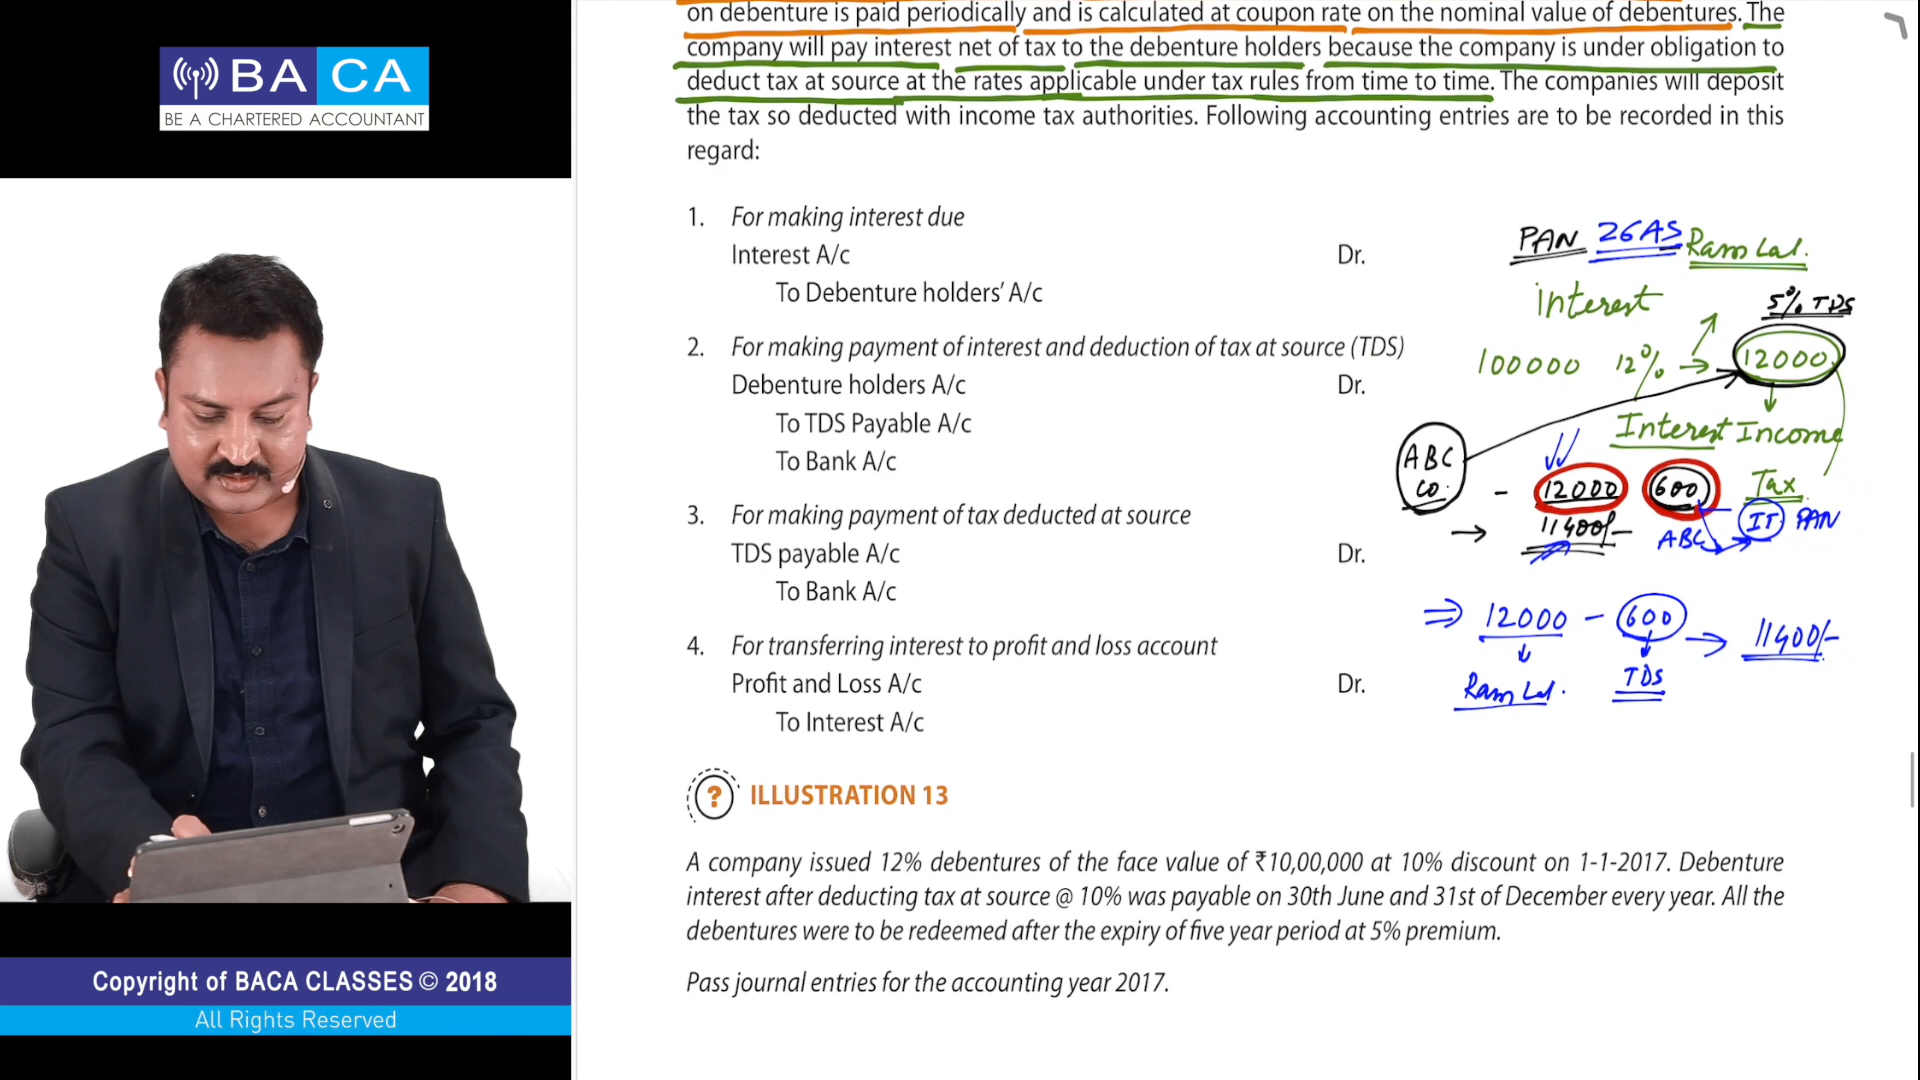 BA CA
BE A CHARTERED ACCOUNTANT
on debenture is paid periodically and is calculated at coupon rate on the nominal value of debentures. The
company will pay interest net of tax to the debenture holders because the company is under obligation to
deduct tax at source at the rates applicable under tax rules from time to time. The companies will deposit
the tax so deducted with income tax authorities. Following accounting entries are to be recorded in this
regard:
1. For making interest due
Interest A/c Dr.
To Debenture holders' A/c
2. For making payment of interest and deduction of tax at source (TDS)
Debenture holders A/c Dr.
To TDS Payable A/c
To Bank A/c
3. For making payment of tax deducted at source
TDS payable A/c Dr.
To Bank A/c
4. For transferring interest to profit and loss account
Profit and Loss A/c Dr.
To Interest A/c
PAN 26AS Ram Lal.
Interest
5% TDS
100000 12% → 12000
Interest Income
ABC
Co.
- 12000 600 Tax
→ 11400/-
ABC IT PAN
⇒ 12000 - 600 → 11400/-
Ram Lal. TDS
? ILLUSTRATION 13
A company issued 12% debentures of the face value of ₹10,00,000 at 10% discount on 1-1-2017. Debenture
interest after deducting tax at source @ 10% was payable on 30th June and 31st of December every year. All the
debentures were to be redeemed after the expiry of five year period at 5% premium.
Pass journal entries for the accounting year 2017.
Copyright of BACA CLASSES © 2018
All Rights Reserved